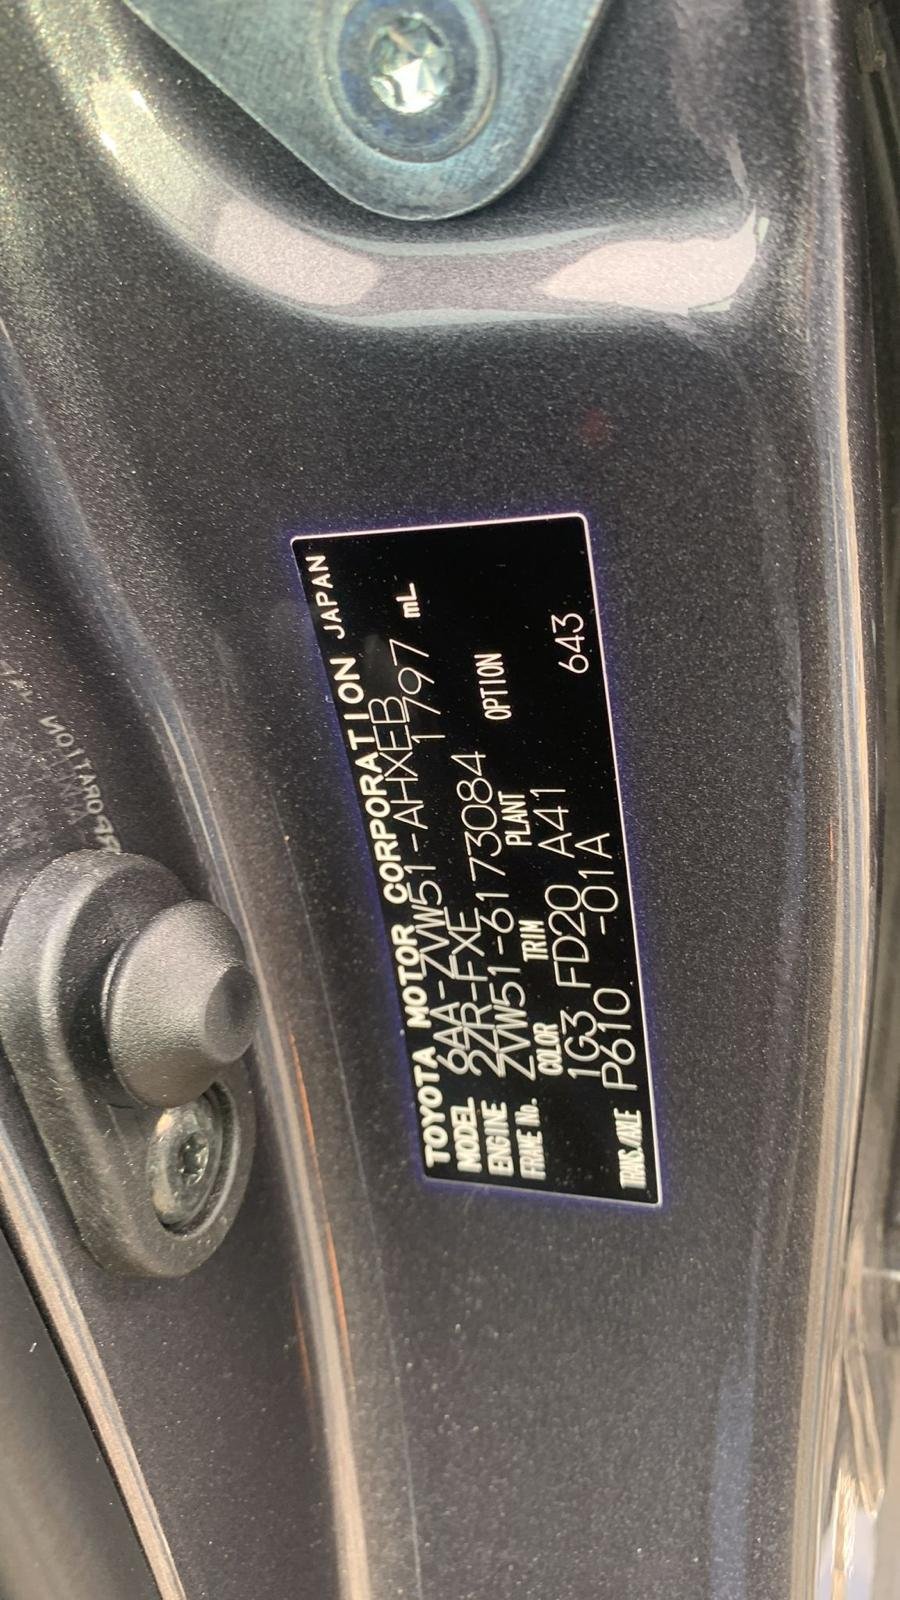 TOYOTA MOTOR CORPORATION JAPAN
MODEL 6AA-ZVW51-AHXEB
ENGINE 2ZR-FXE 1797 mL
FRAME No. ZVW51-6173084
COLOR TRIM PLANT OPTION
1G3 FD20 A41
TRANS./AXLE P610 -01A 643